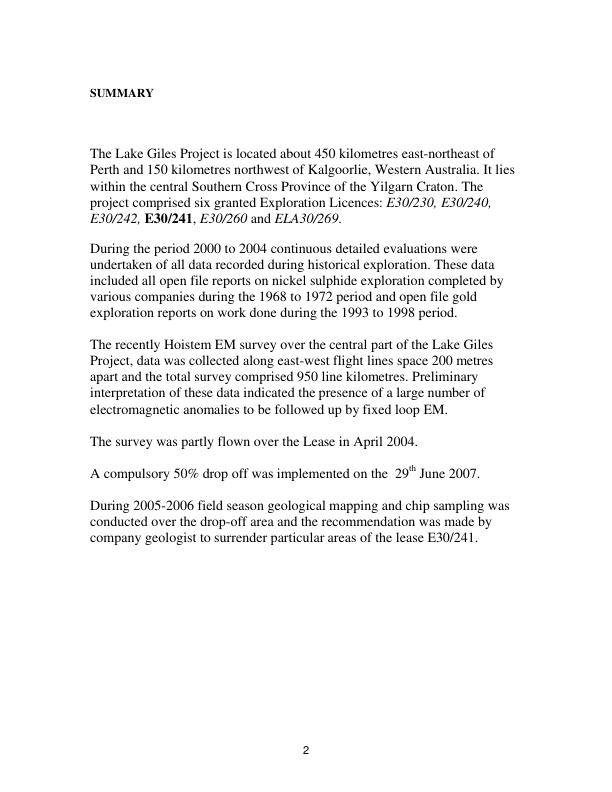 SUMMARY
The Lake Giles Project is located about 450 kilometres east-northeast of
Perth and 150 kilometres northwest of Kalgoorlie, Western Australia. It lies
within the central Southern Cross Province of the Yilgarn Craton. The
project comprised six granted Exploration Licences: E30/230, E30/240,
E30/242, E30/241, E30/260 and ELA30/269.
During the period 2000 to 2004 continuous detailed evaluations were
undertaken of all data recorded during historical exploration. These data
included all open file reports on nickel sulphide exploration completed by
various companies during the 1968 to 1972 period and open file gold
exploration reports on work done during the 1993 to 1998 period.
The recently Hoistem EM survey over the central part of the Lake Giles
Project, data was collected along east-west flight lines space 200 metres
apart and the total survey comprised 950 line kilometres. Preliminary
interpretation of these data indicated the presence of a large number of
electromagnetic anomalies to be followed up by fixed loop EM.
The survey was partly flown over the Lease in April 2004.
A compulsory 50% drop off was implemented on the 29th June 2007.
During 2005-2006 field season geological mapping and chip sampling was
conducted over the drop-off area and the recommendation was made by
company geologist to surrender particular areas of the lease E30/241.
2